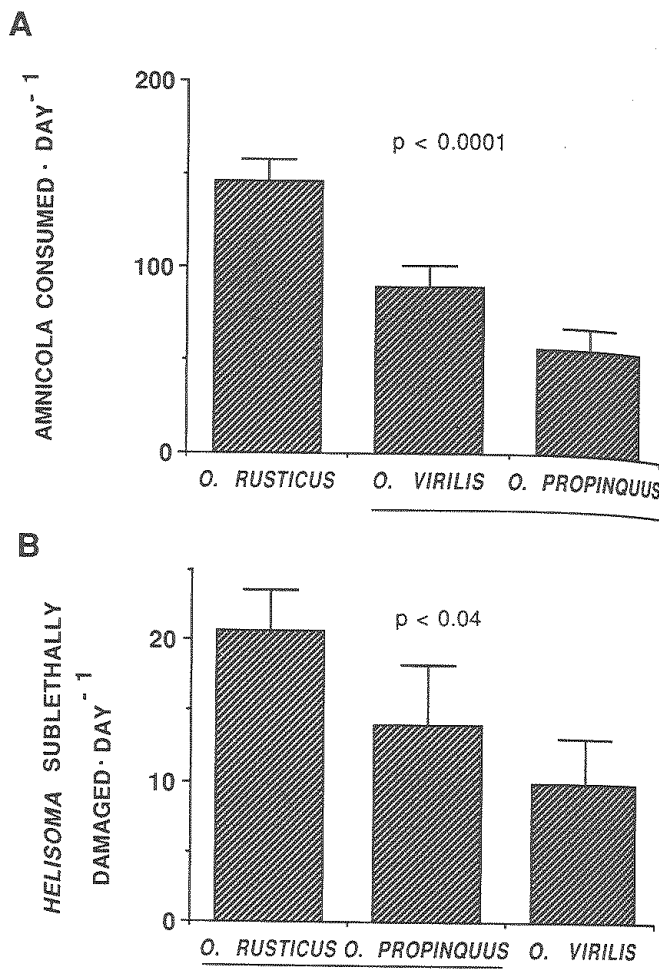 A
AMNICOLA CONSUMED · DAY⁻¹
200
100
0
p < 0.0001
O. RUSTICUS O. VIRILIS O. PROPINQUUS
B
HELISOMA SUBLETHALLY
DAMAGED · DAY⁻¹
20
10
0
p < 0.04
O. RUSTICUS O. PROPINQUUS O. VIRILIS